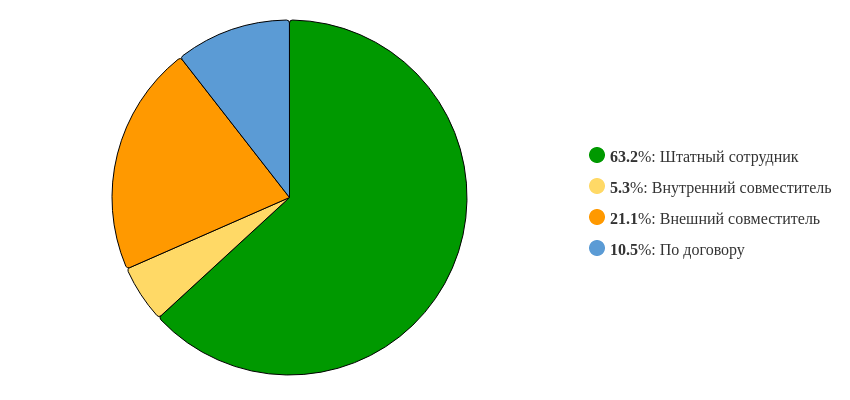 63.2%: Штатный сотрудник
5.3%: Внутренний совместитель
21.1%: Внешний совместитель
10.5%: По договору